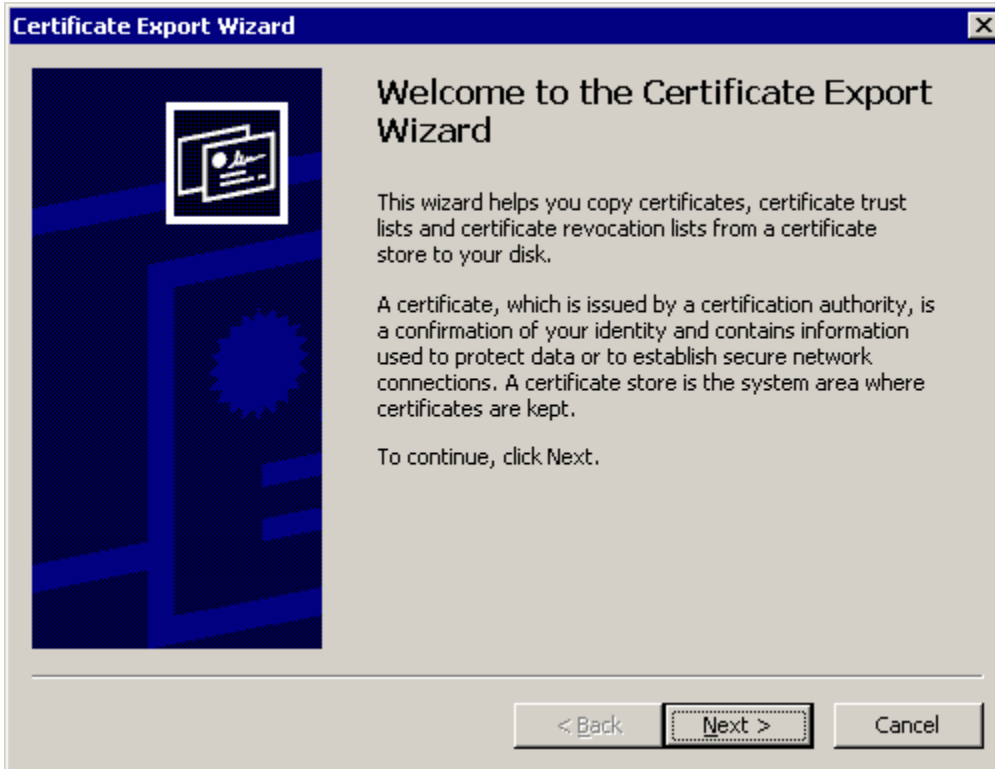 Certificate Export Wizard
Welcome to the Certificate Export
Wizard
This wizard helps you copy certificates, certificate trust
lists and certificate revocation lists from a certificate
store to your disk.
A certificate, which is issued by a certification authority, is
a confirmation of your identity and contains information
used to protect data or to establish secure network
connections. A certificate store is the system area where
certificates are kept.
To continue, click Next.
< Back
Next >
Cancel